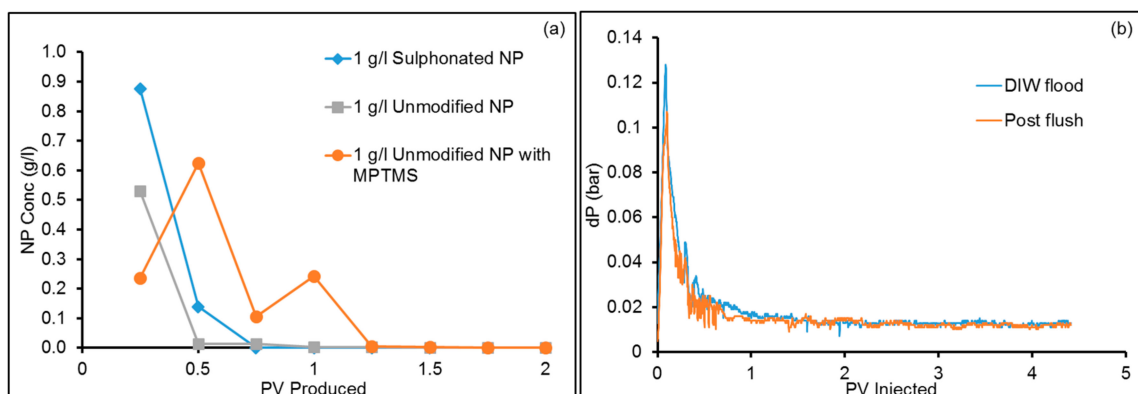 (a)
1.0
0.9
0.8
0.7
0.6
0.5
0.4
0.3
0.2
0.1
0.0
NP Conc (g/l)
1 g/l Sulphonated NP
1 g/l Unmodified NP
1 g/l Unmodified NP with
MPTMS
0 0.5 1 1.5 2
PV Produced
(b)
0.14
0.12
0.1
0.08
0.06
0.04
0.02
0
dP (bar)
DIW flood
Post flush
0 1 2 3 4 5
PV Injected